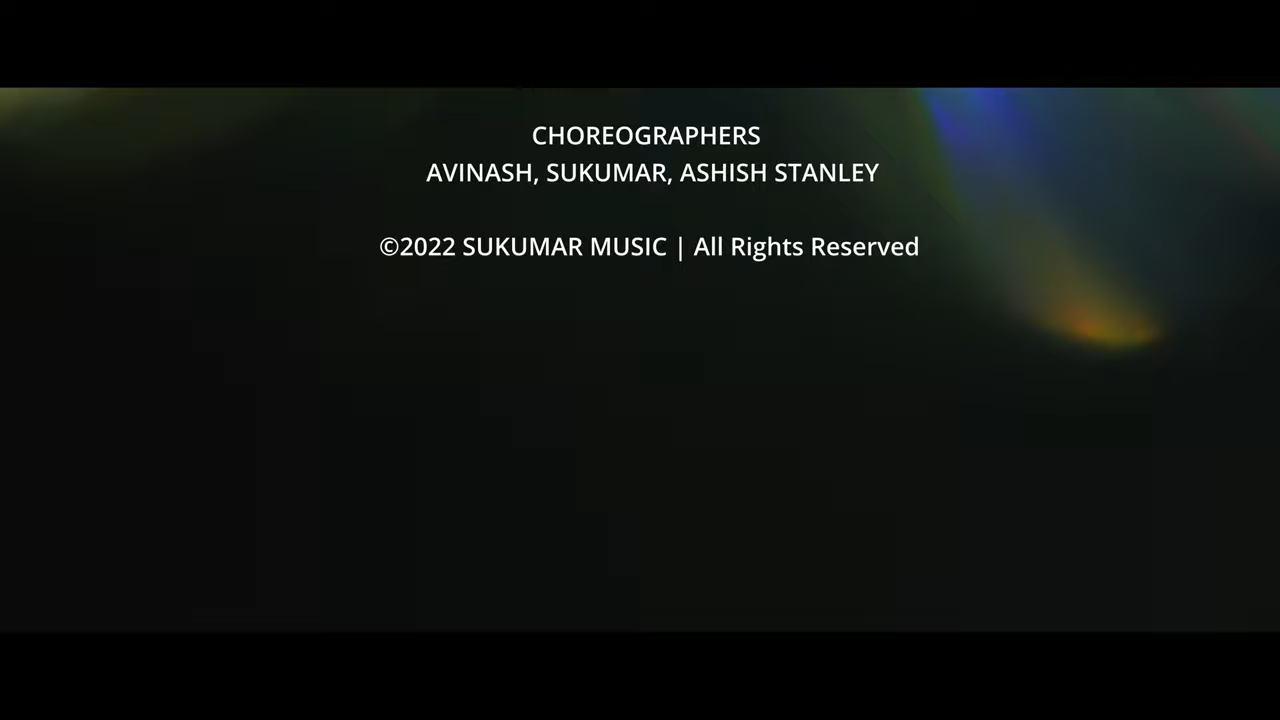 CHOREOGRAPHERS
AVINASH, SUKUMAR, ASHISH STANLEY
©2022 SUKUMAR MUSIC | All Rights Reserved